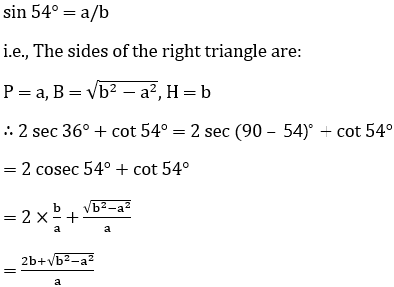 sin 54° = a/b
i.e., The sides of the right triangle are:
P = a, B = √(b² − a²), H = b
∴ 2 sec 36° + cot 54° = 2 sec (90 – 54)° + cot 54°
= 2 cosec 54° + cot 54°
= 2 × b/a + √(b²−a²)/a
= (2b+√(b²−a²))/a